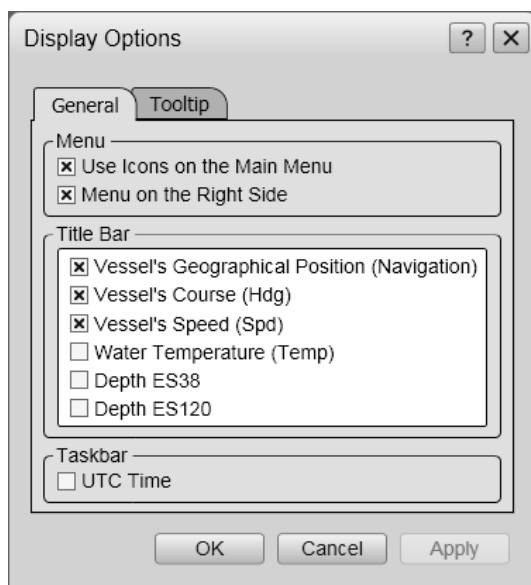 Display Options
?
General Tooltip
Menu
Use Icons on the Main Menu
Menu on the Right Side
Title Bar
Vessel's Geographical Position (Navigation)
Vessel's Course (Hdg)
Vessel's Speed (Spd)
Water Temperature (Temp)
Depth ES38
Depth ES120
Taskbar
UTC Time
OK Cancel Apply